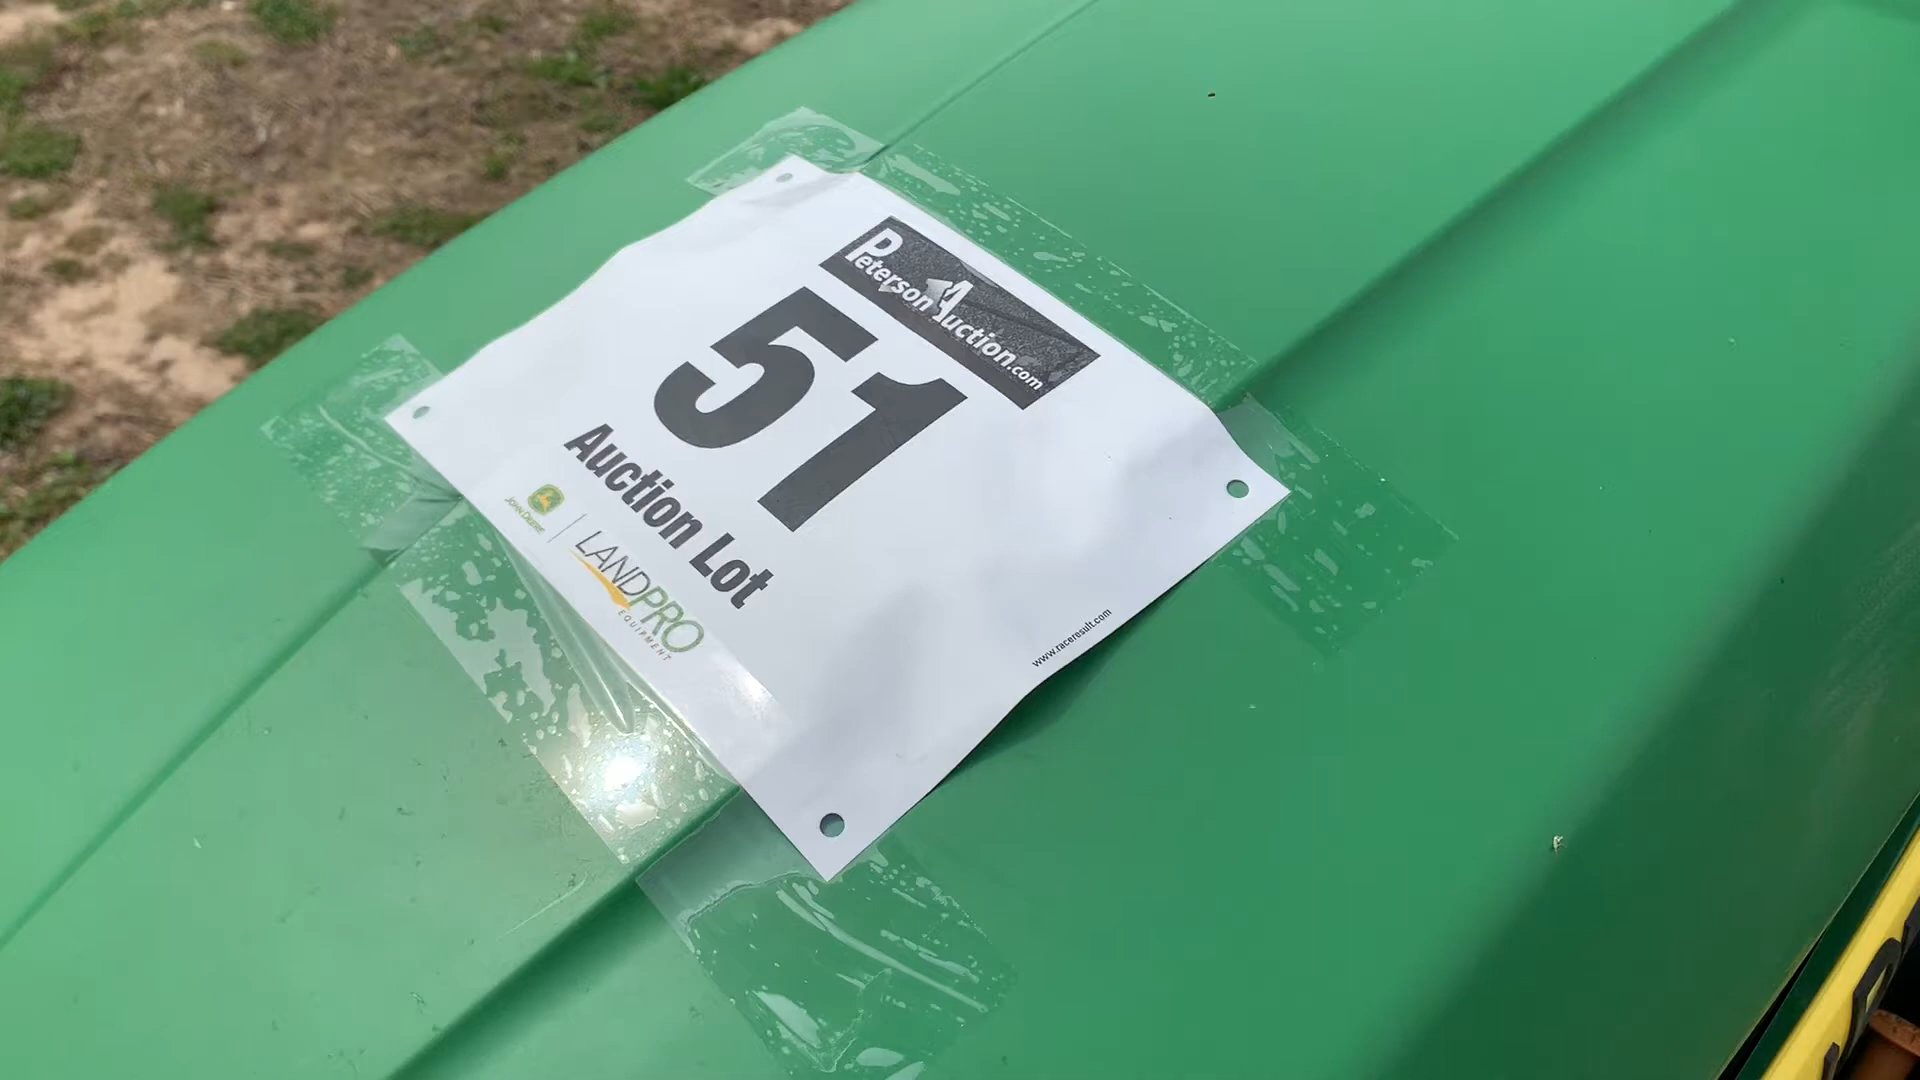 PetersonAuction.com
51
Auction Lot
JOHN DEERE
LANDPRO
EQUIPMENT
www.raceresult.com